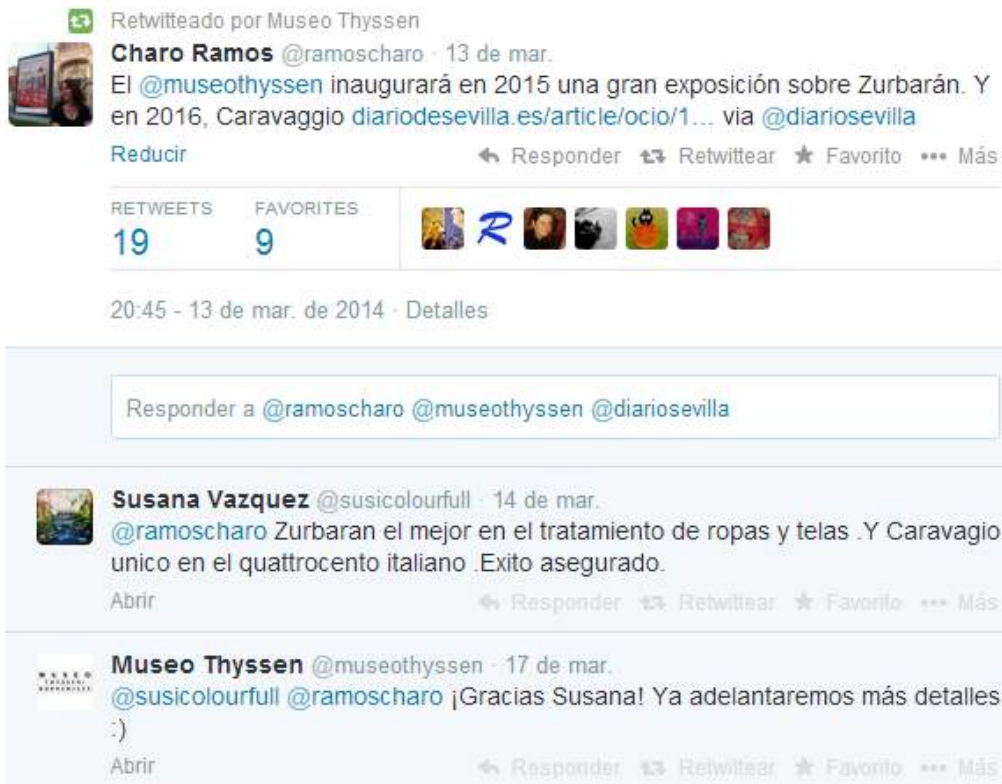 Retwitteado por Museo Thyssen
Charo Ramos @ramoscharo · 13 de mar.
El @museothyssen inaugurará en 2015 una gran exposición sobre Zurbarán. Y
en 2016, Caravaggio diariodesevilla.es/article/ocio/1... via @diariosevilla
Reducir Responder Retwittear Favorito ••• Más
RETWEETS FAVORITES
19 9 R
20:45 - 13 de mar. de 2014 · Detalles
Responder a @ramoscharo @museothyssen @diariosevilla
Susana Vazquez @susicolourfull · 14 de mar.
@ramoscharo Zurbaran el mejor en el tratamiento de ropas y telas .Y Caravagio
unico en el quattrocento italiano .Exito asegurado.
Abrir Responder Retwittear Favorito ••• Más
Museo Thyssen @museothyssen · 17 de mar.
@susicolourfull @ramoscharo ¡Gracias Susana! Ya adelantaremos más detalles
:)
Abrir Responder Retwittear Favorito ••• Más